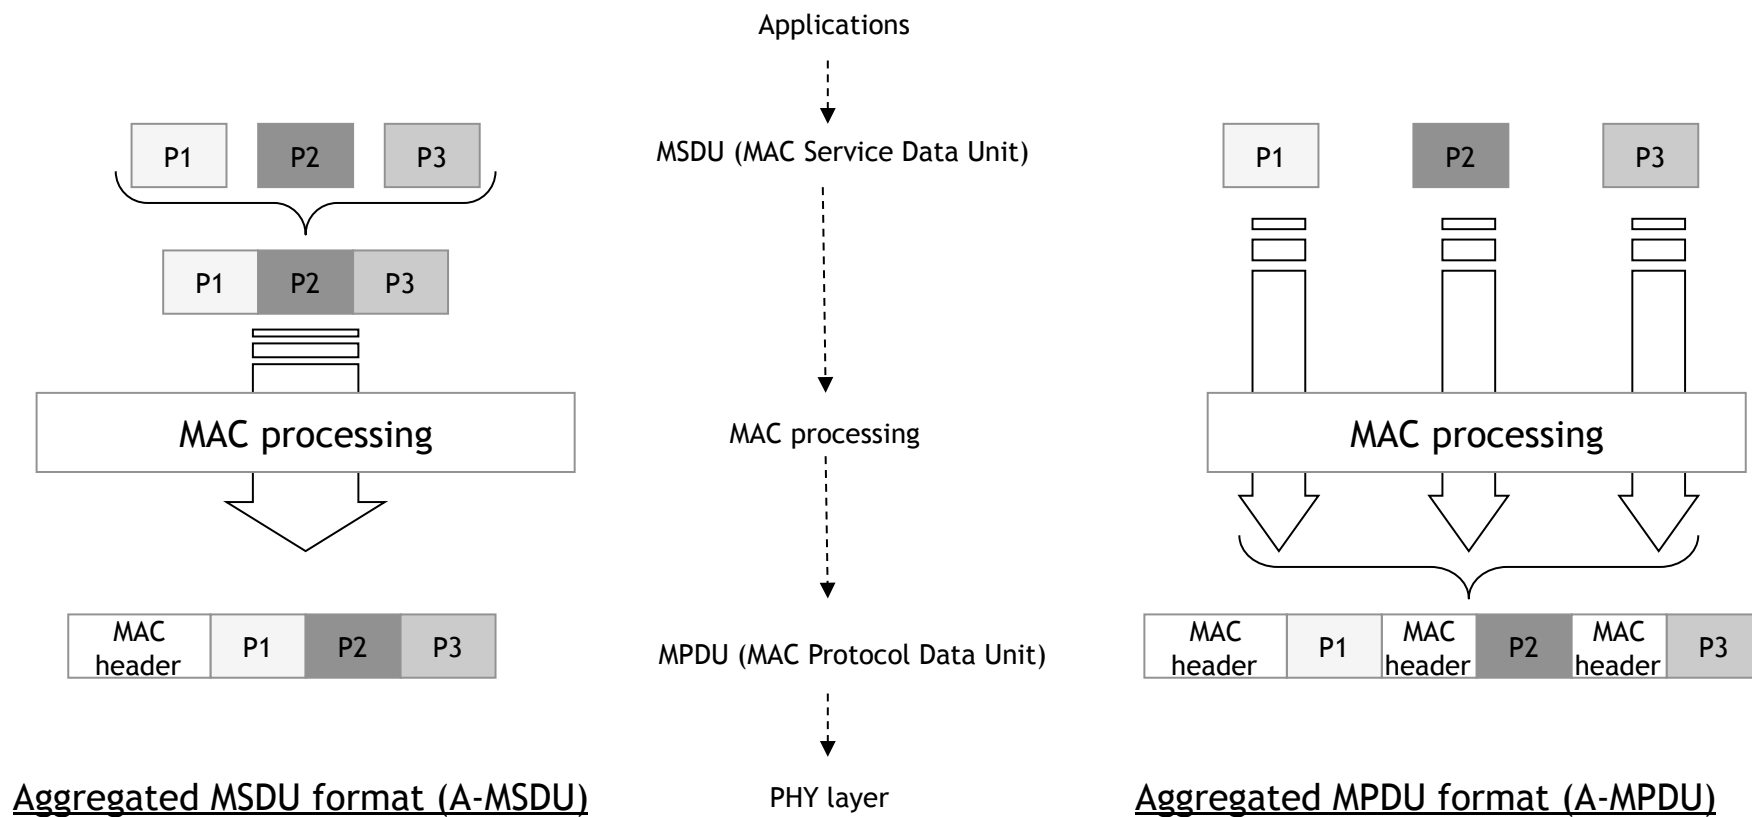 Applications
P1 P2 P3
MSDU (MAC Service Data Unit)
P1 P2 P3
P1 P2 P3
MAC processing
MAC processing
MAC processing
MAC
header P1 P2 P3
MPDU (MAC Protocol Data Unit)
MAC
header P1 MAC
header P2 MAC
header P3
Aggregated MSDU format (A-MSDU)
PHY layer
Aggregated MPDU format (A-MPDU)